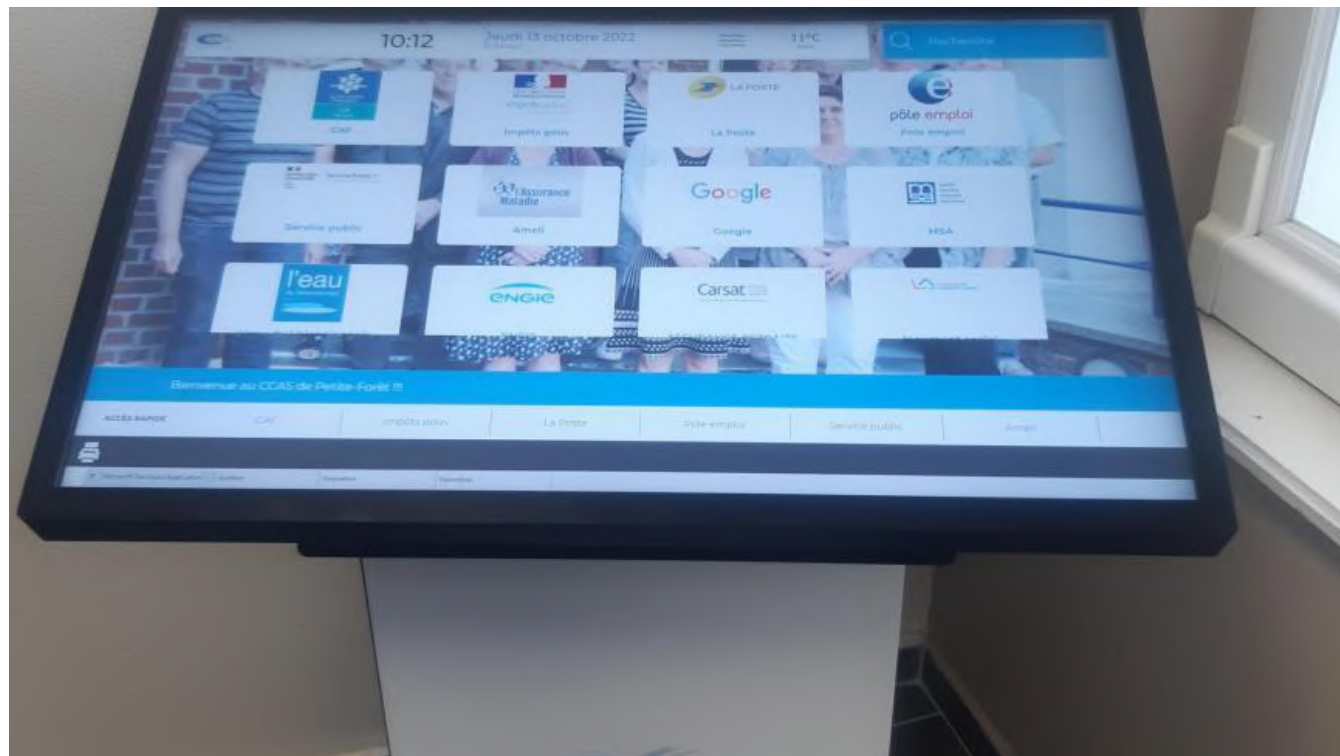 10:12
Jeudi 13 octobre 2022
11°C
Recherche
CAF
impots.gouv
Impôts gouv
LA POSTE
La Poste
pôle emploi
Pole emploi
Service public
l'Assurance
Maladie
Ameli
Google
Google
MSA
l'eau
ENGIE
Carsat
Bienvenue au CCAS de Petite-Forêt !!!
ACCÈS RAPIDE
CAF
Impôts gouv
La Poste
Pole emploi
Service public
Ameli